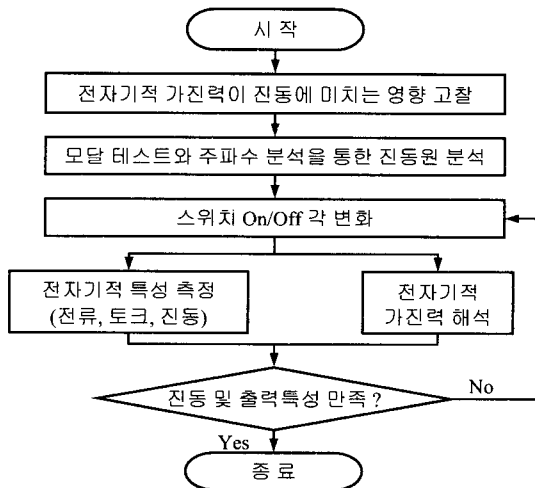 시 작
전자기적 가진력이 진동에 미치는 영향 고찰
모달 테스트와 주파수 분석을 통한 진동원 분석
스위치 On/Off 각 변화
전자기적 특성 측정
(전류, 토크, 진동)
전자기적
가진력 해석
진동 및 출력특성 만족 ?
No
Yes
종 료